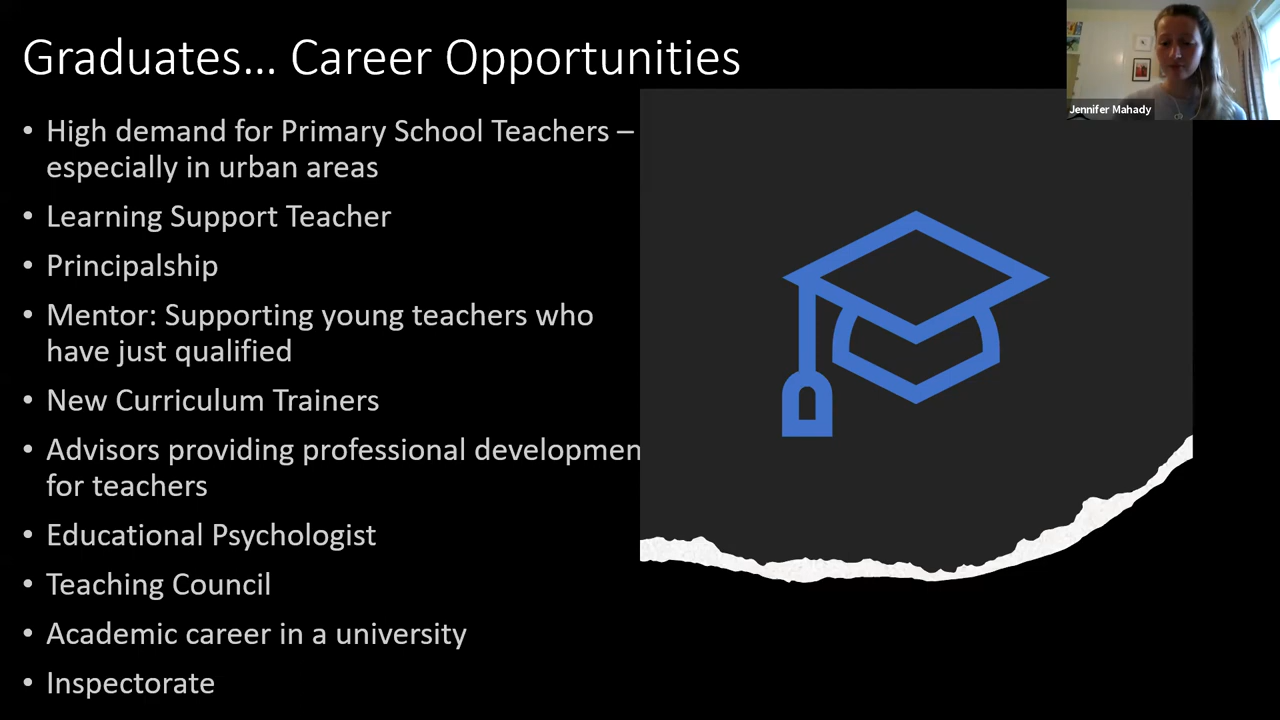 Graduates... Career Opportunities
Jennifer Mahady
• High demand for Primary School Teachers –
especially in urban areas
• Learning Support Teacher
• Principalship
• Mentor: Supporting young teachers who
have just qualified
• New Curriculum Trainers
• Advisors providing professional developmen
for teachers
• Educational Psychologist
• Teaching Council
• Academic career in a university
• Inspectorate